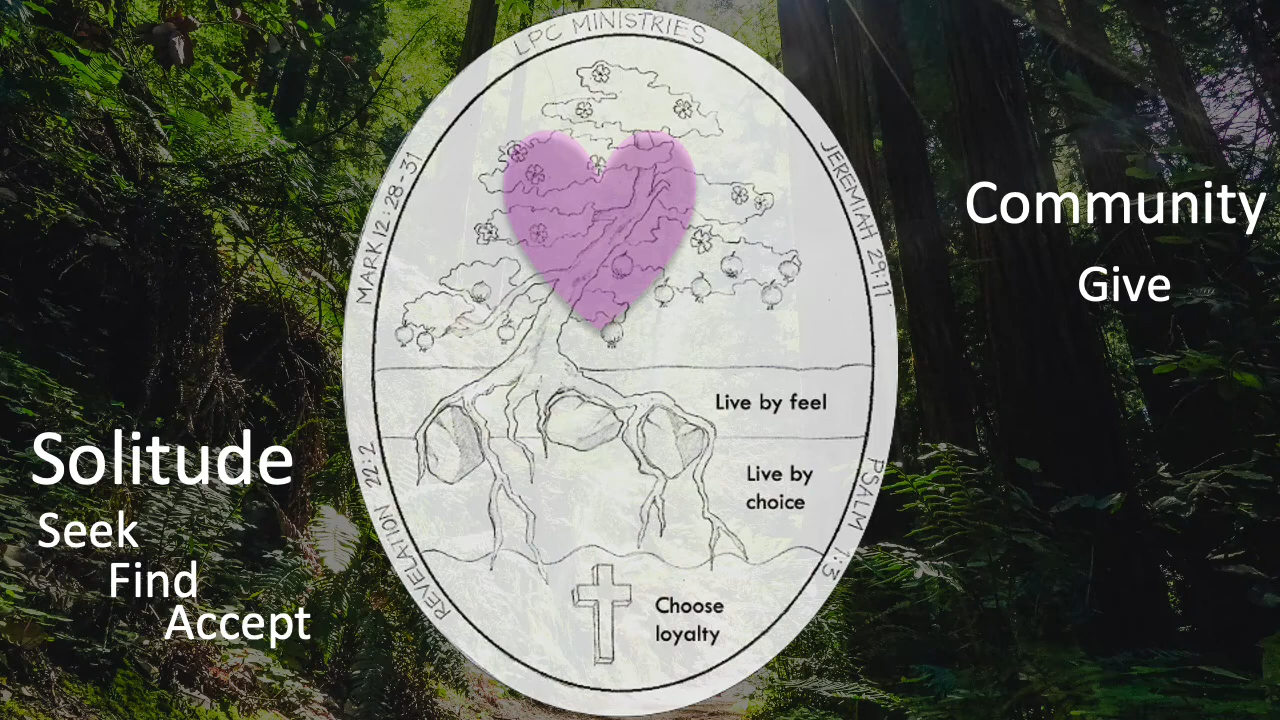 LPC MINISTRIES
MARK 12:28-31
JEREMIAH 29:11
Community
Give
Live by feel
Solitude
Seek
Find
Accept
Live by
choice
REVELATION 22:2
PSALM 1:3
Choose
loyalty